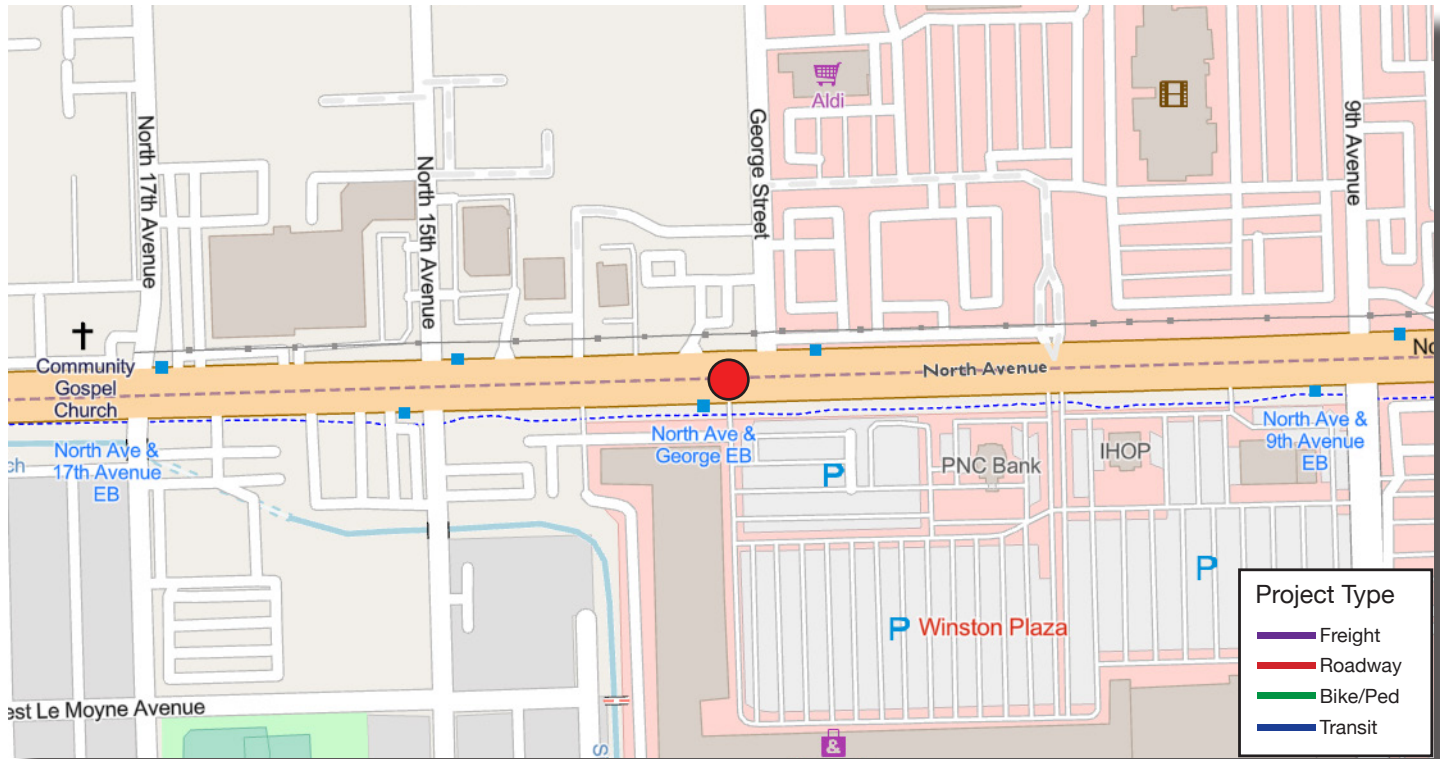 Aldi
North 17th Avenue
North 15th Avenue
George Street
9th Avenue
Community
Gospel
Church
North Avenue
No
North Ave &
17th Avenue
EB
North Ave &
George EB
North Ave &
9th Avenue
EB
ch
P
PNC Bank
IHOP
P
P Winston Plaza
est Le Moyne Avenue
S
&
Project Type
Freight
Roadway
Bike/Ped
Transit